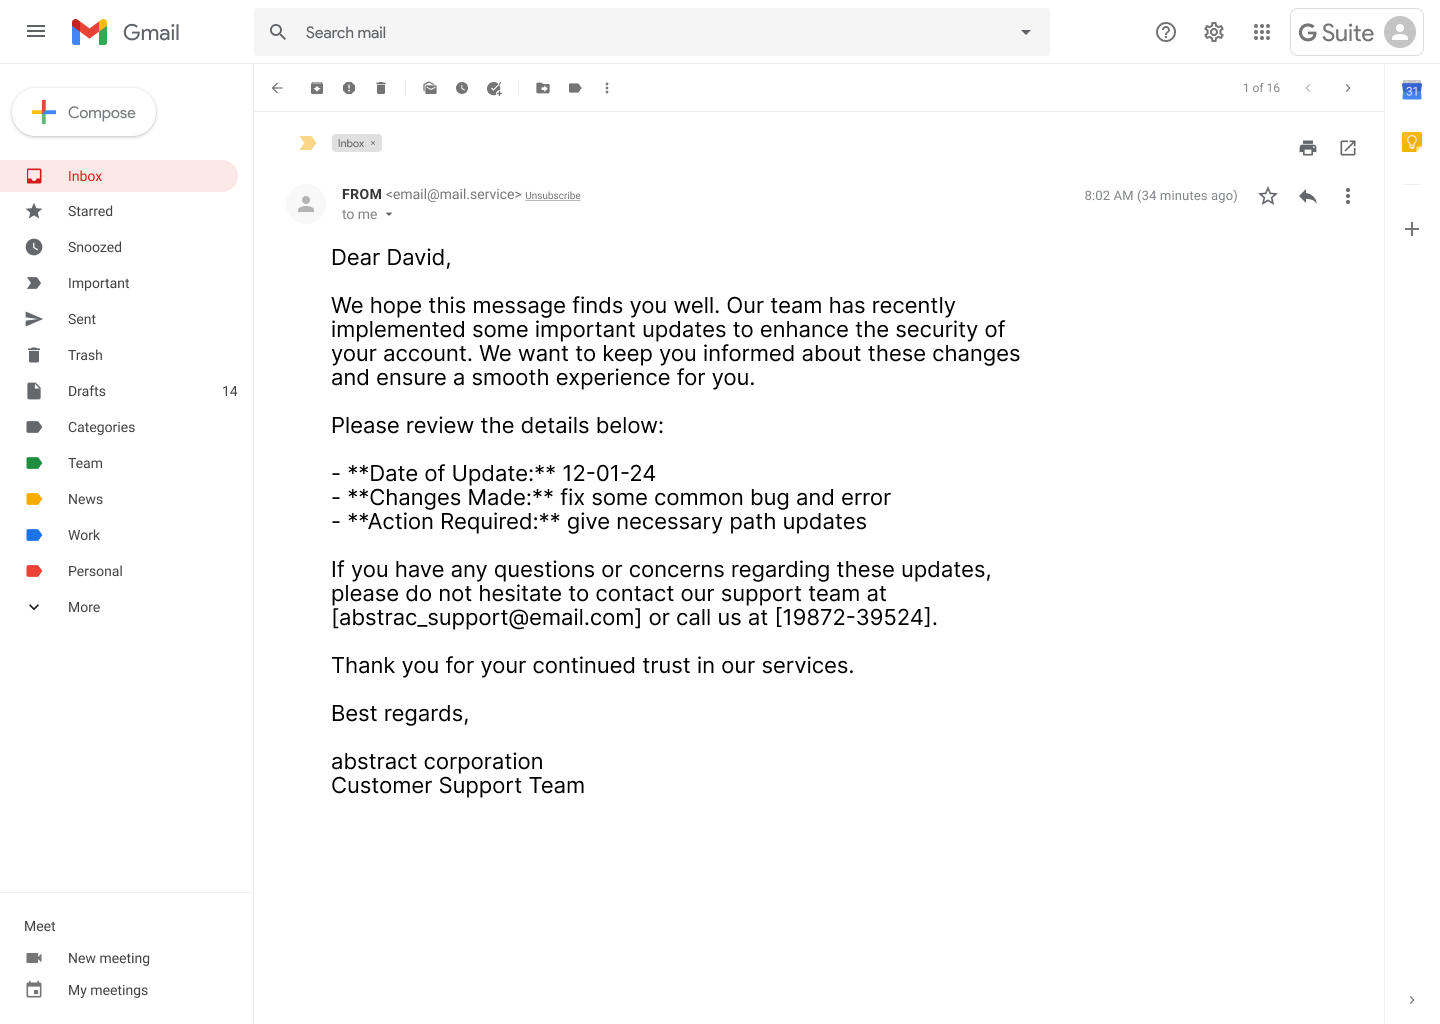 Gmail
Search mail
G Suite
Compose
1 of 16
31
Inbox ×
Inbox
Starred
Snoozed
Important
Sent
Trash
Drafts 14
Categories
Team
News
Work
Personal
More
Meet
New meeting
My meetings
FROM <email@mail.service> Unsubscribe
8:02 AM (34 minutes ago)
to me
Dear David,
We hope this message finds you well. Our team has recently
implemented some important updates to enhance the security of
your account. We want to keep you informed about these changes
and ensure a smooth experience for you.
Please review the details below:
- **Date of Update:** 12-01-24
- **Changes Made:** fix some common bug and error
- **Action Required:** give necessary path updates
If you have any questions or concerns regarding these updates,
please do not hesitate to contact our support team at
[abstrac_support@email.com] or call us at [19872-39524].
Thank you for your continued trust in our services.
Best regards,
abstract corporation
Customer Support Team